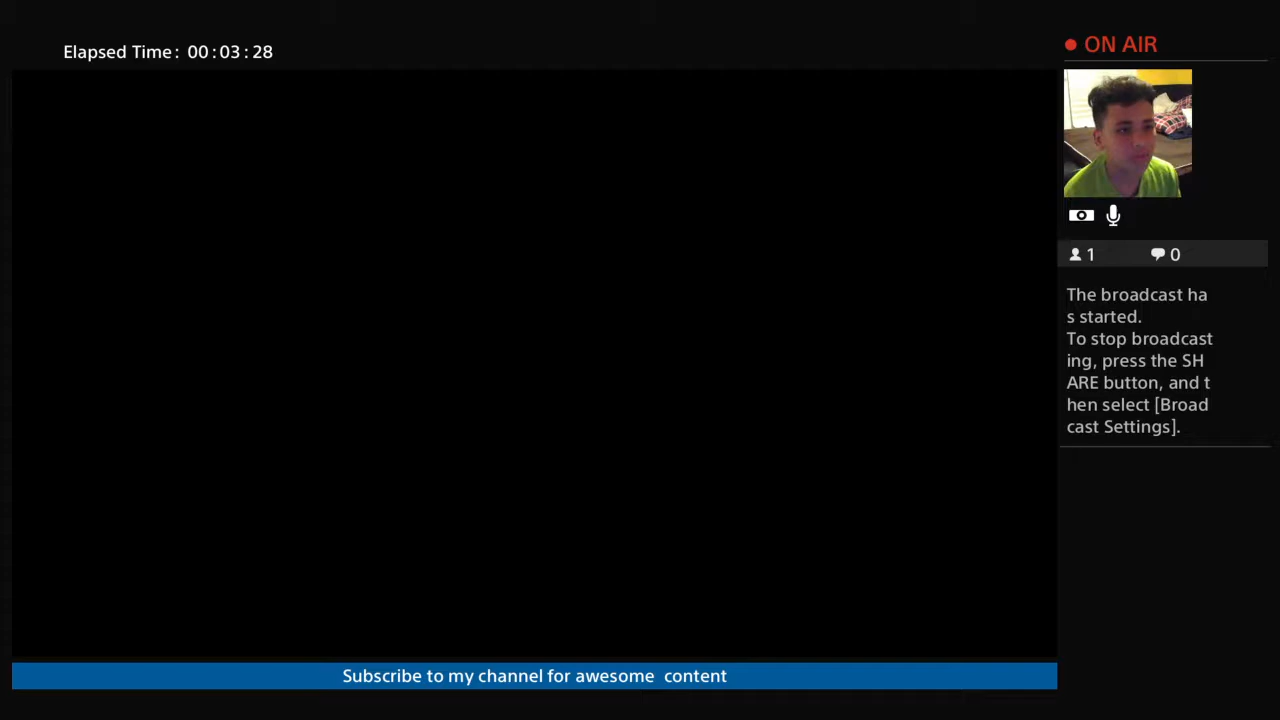 Elapsed Time: 00:03:28
ON AIR
1 0
The broadcast ha
s started.
To stop broadcast
ing, press the SH
ARE button, and t
hen select [Broad
cast Settings].
Subscribe to my channel for awesome  content